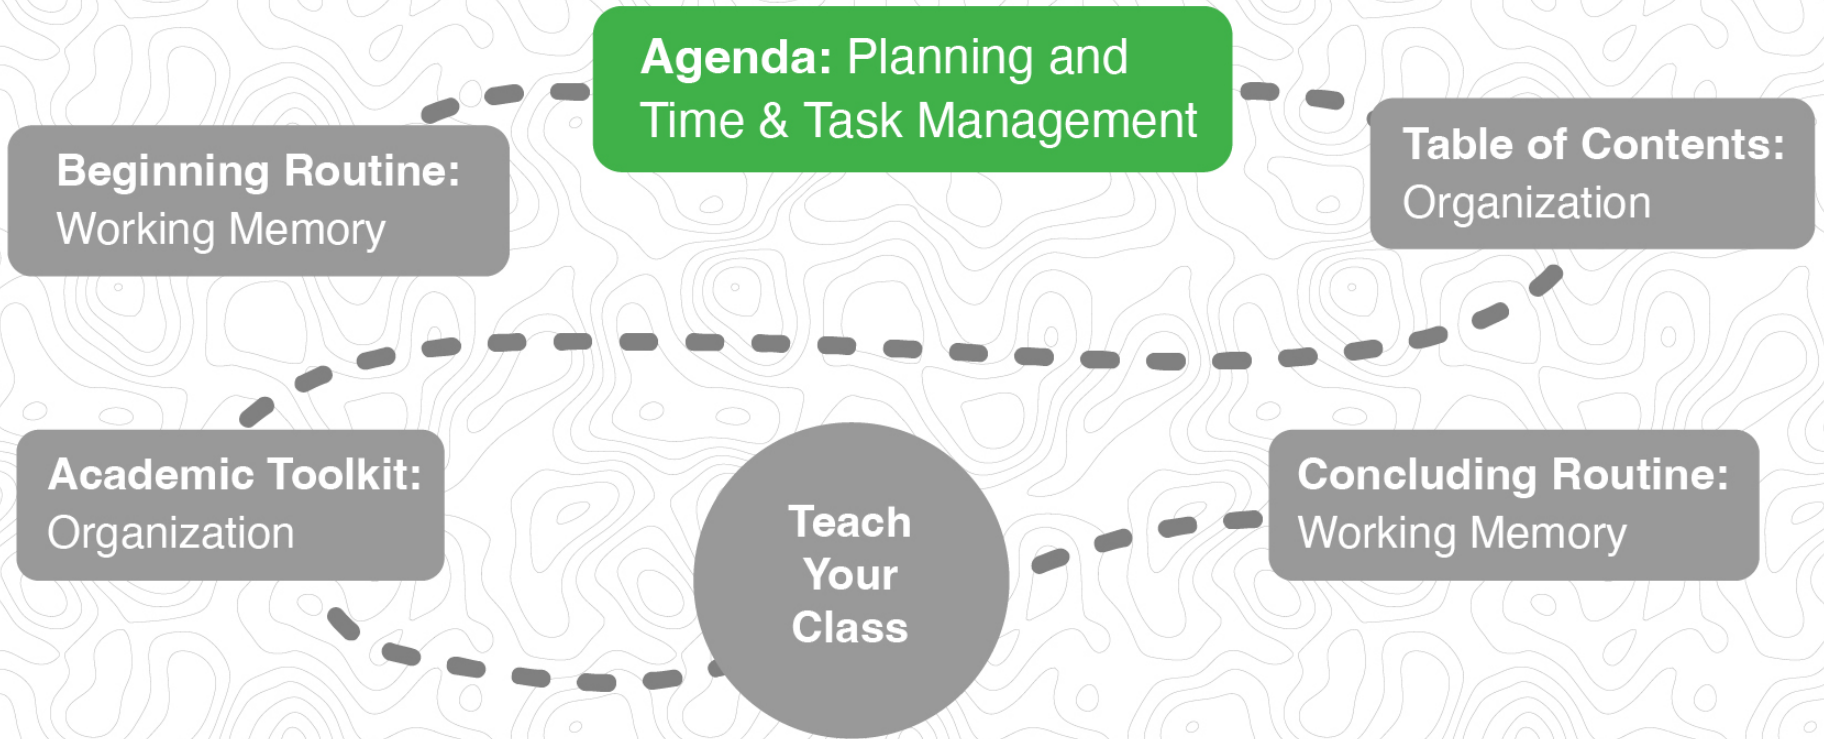 Agenda: Planning and
Time & Task Management
Beginning Routine:
Working Memory
Table of Contents:
Organization
Academic Toolkit:
Organization
Teach
Your
Class
Concluding Routine:
Working Memory